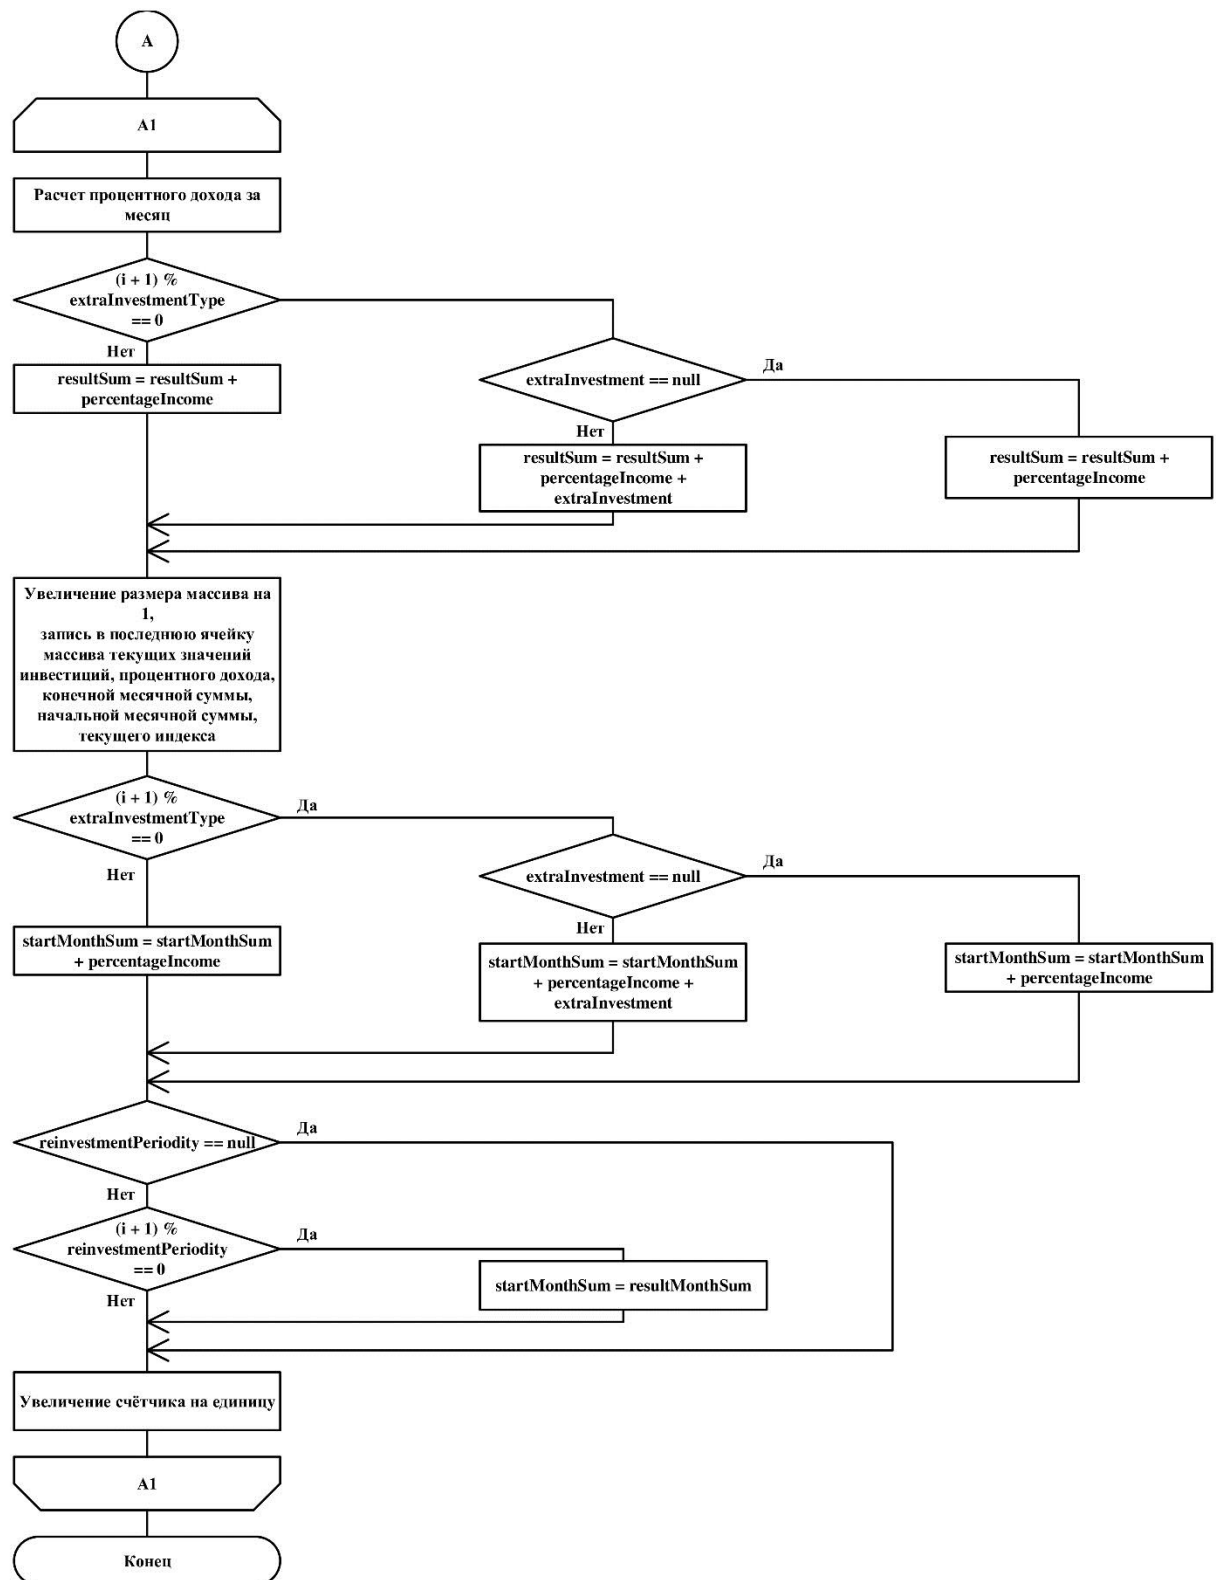 A
A1
Расчет процентного дохода за
месяц
(i + 1) %
extraInvestmentType
== 0
Нет
resultSum = resultSum +
percentageIncome
extraInvestment == null
Да
Нет
resultSum = resultSum +
percentageIncome +
extraInvestment
resultSum = resultSum +
percentageIncome
Увеличение размера массива на
1,
запись в последнюю ячейку
массива текущих значений
инвестиций, процентного дохода,
конечной месячной суммы,
начальной месячной суммы,
текущего индекса
(i + 1) %
extraInvestmentType
== 0
Да
Нет
extraInvestment == null
Да
Нет
startMonthSum = startMonthSum
+ percentageIncome
startMonthSum = startMonthSum
+ percentageIncome +
extraInvestment
startMonthSum = startMonthSum
+ percentageIncome
reinvestmentPeriodity == null
Да
Нет
(i + 1) %
reinvestmentPeriodity
== 0
Да
Нет
startMonthSum = resultMonthSum
Увеличение счётчика на единицу
A1
Конец